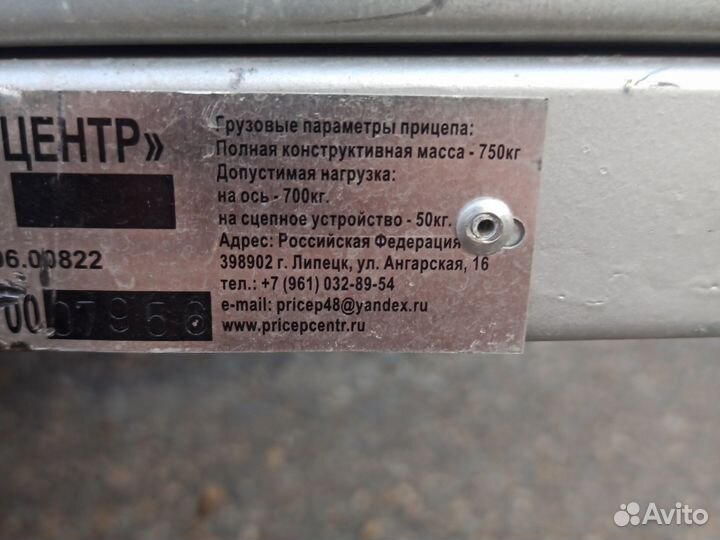 ЦЕНТР»
06.00822
00 07956
Грузовые параметры прицепа:
Полная конструктивная масса - 750кг
Допустимая нагрузка:
на ось - 700кг.
на сцепное устройство - 50кг.
Адрес: Российская Федерация
398902 г. Липецк, ул. Ангарская, 16
тел.: +7 (961) 032-89-54
e-mail: pricep48@yandex.ru
www.pricepcentr.ru
Avito